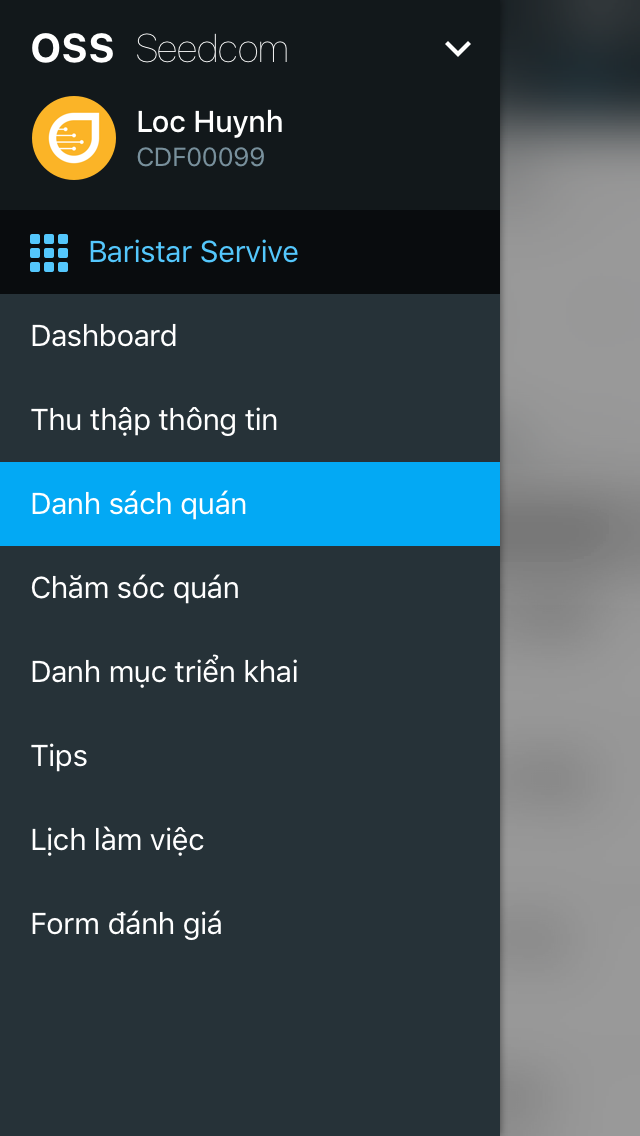 OSS Seedcom
Loc Huynh
CDF00099
Baristar Servive
Dashboard
Thu thập thông tin
Danh sách quán
Chăm sóc quán
Danh mục triển khai
Tips
Lịch làm việc
Form đánh giá